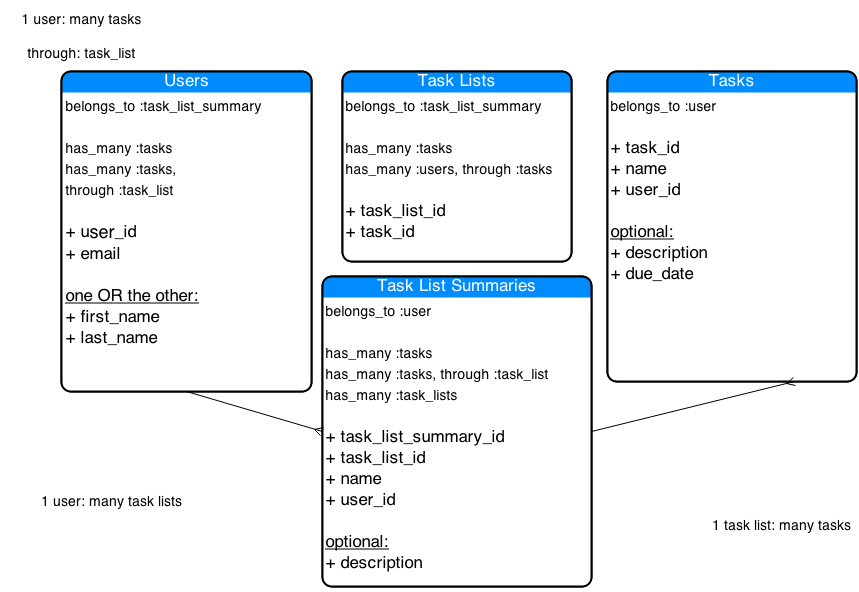 1 user: many tasks
through: task_list
Users
belongs_to :task_list_summary
has_many :tasks
has_many :tasks,
through :task_list
+ user_id
+ email
one OR the other:
+ first_name
+ last_name
Task Lists
belongs_to :task_list_summary
has_many :tasks
has_many :users, through :tasks
+ task_list_id
+ task_id
Tasks
belongs_to :user
+ task_id
+ name
+ user_id
optional:
+ description
+ due_date
Task List Summaries
belongs_to :user
has_many :tasks
has_many :tasks, through :task_list
has_many :task_lists
+ task_list_summary_id
+ task_list_id
+ name
+ user_id
optional:
+ description
1 user: many task lists
1 task list: many tasks